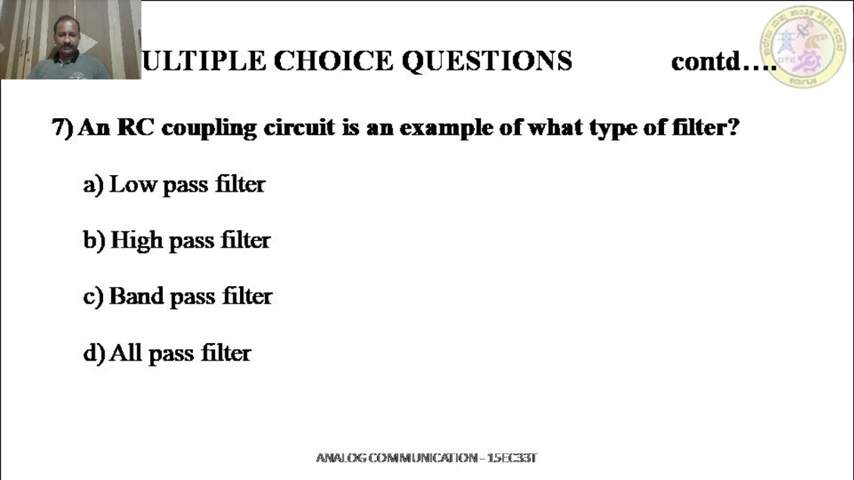 ULTIPLE CHOICE QUESTIONS contd....
7) An RC coupling circuit is an example of what type of filter?
a) Low pass filter
b) High pass filter
c) Band pass filter
d) All pass filter
ANALOG COMMUNICATION - 15EC33T